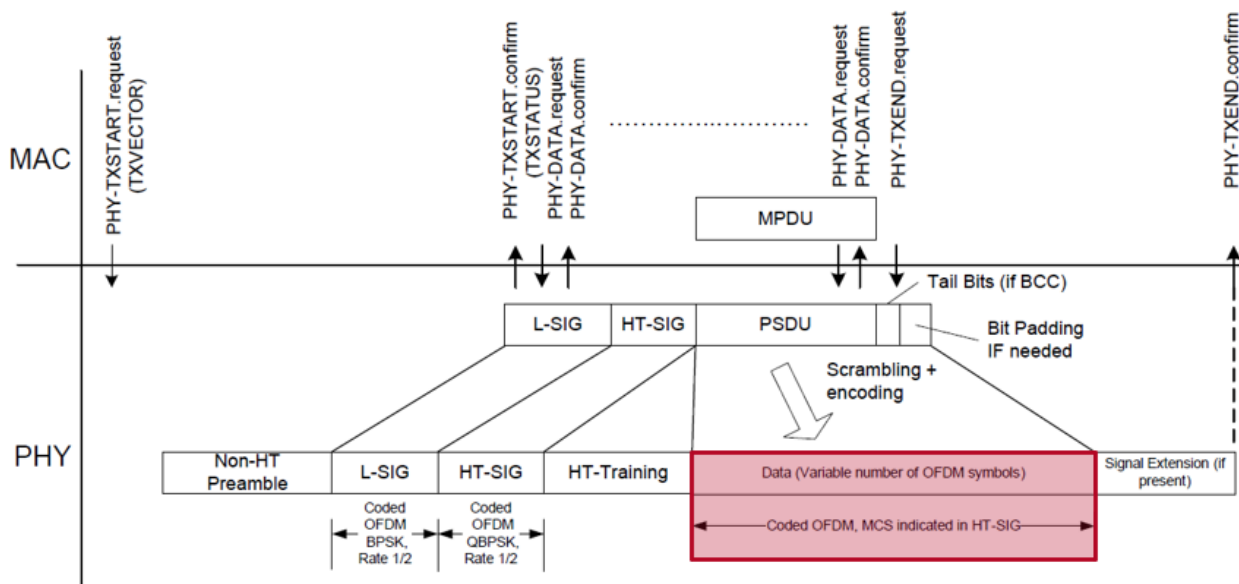 MAC
PHY-TXSTART.request
(TXVECTOR)
PHY-TXSTART.confirm
(TXSTATUS)
PHY-DATA.request
PHY-DATA.confirm
PHY-DATA.request
PHY-DATA.confirm
PHY-TXEND.request
PHY-TXEND.confirm
MPDU
Tail Bits (if BCC)
L-SIG
HT-SIG
PSDU
Bit Padding
IF needed
Scrambling +
encoding
PHY
Non-HT
Preamble
L-SIG
HT-SIG
HT-Training
Data (Variable number of OFDM symbols)
Signal Extension (if
present)
Coded
OFDM
BPSK,
Rate 1/2
Coded
OFDM
QBPSK,
Rate 1/2
Coded OFDM, MCS indicated in HT-SIG